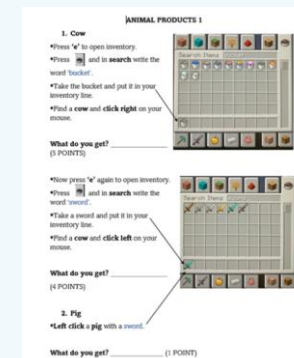 ANIMAL PRODUCTS 1
1. Cow
*Press 'e' to open inventory.
*Press and in search write the
word 'bucket'.
*Take the bucket and put it in your
inventory line.
*Find a cow and click right on your
mouse.
What do you get? ____________
(5 POINTS)
Search Items
*Now press 'e' again to open inventory.
*Press and in search write the
word 'sword'.
*Take a sword and put it in your
inventory line.
*Find a cow and click left on your
mouse.
What do you get? ____________
(4 POINTS)
Search Items
2. Pig
*Left click a pig with a sword.
What do you get? ____________ (1 POINT)